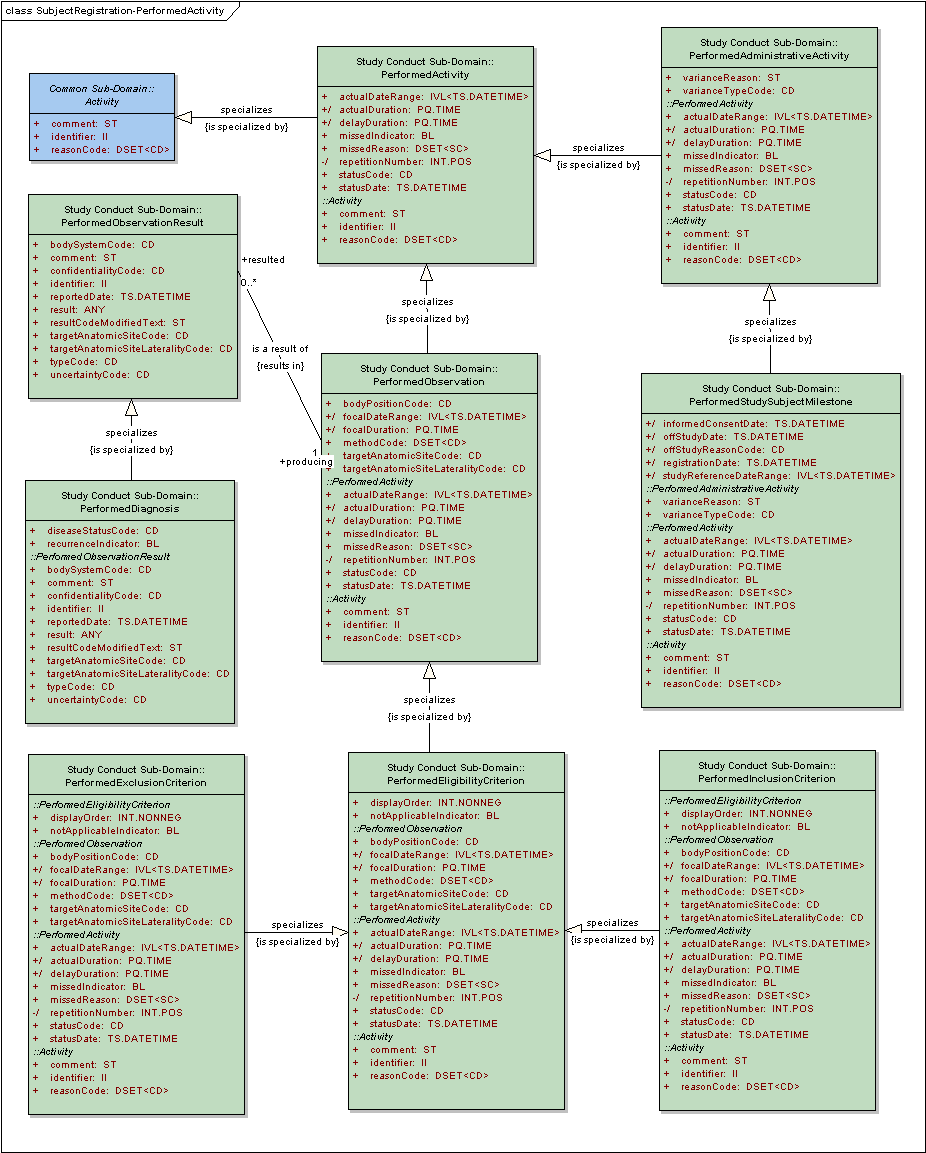 class SubjectRegistration-PerformedActivity
Common Sub-Domain::
Activity
+ comment: ST
+ identifier: II
+ reasonCode: DSET<CD>
specializes
{is specialized by}
Study Conduct Sub-Domain::
PerformedActivity
+ actualDateRange: IVL<TS.DATETIME>
+/ actualDuration: PQ.TIME
+/ delayDuration: PQ.TIME
+ missedIndicator: BL
+ missedReason: DSET<SC>
-/ repetitionNumber: INT.POS
+ statusCode: CD
+ statusDate: TS.DATETIME
::Activity
+ comment: ST
+ identifier: II
+ reasonCode: DSET<CD>
specializes
{is specialized by}
Study Conduct Sub-Domain::
PerformedAdministrativeActivity
+ varianceReason: ST
+ varianceTypeCode: CD
::PerformedActivity
+ actualDateRange: IVL<TS.DATETIME>
+/ actualDuration: PQ.TIME
+/ delayDuration: PQ.TIME
+ missedIndicator: BL
+ missedReason: DSET<SC>
-/ repetitionNumber: INT.POS
+ statusCode: CD
+ statusDate: TS.DATETIME
::Activity
+ comment: ST
+ identifier: II
+ reasonCode: DSET<CD>
Study Conduct Sub-Domain::
PerformedObservationResult
+ bodySystemCode: CD
+ comment: ST
+ confidentialityCode: CD
+ identifier: II
+ reportedDate: TS.DATETIME
+ result: ANY
+ resultCodeModifiedText: ST
+ targetAnatomicSiteCode: CD
+ targetAnatomicSiteLateralityCode: CD
+ typeCode: CD
+ uncertaintyCode: CD
+resulted
0..*
is a result of
{results in}
1
+producing
specializes
{is specialized by}
specializes
{is specialized by}
specializes
{is specialized by}
Study Conduct Sub-Domain::
PerformedObservation
+ bodyPositionCode: CD
+/ focalDateRange: IVL<TS.DATETIME>
+/ focalDuration: PQ.TIME
+ methodCode: DSET<CD>
+ targetAnatomicSiteCode: CD
+ targetAnatomicSiteLateralityCode: CD
::PerformedActivity
+ actualDateRange: IVL<TS.DATETIME>
+/ actualDuration: PQ.TIME
+/ delayDuration: PQ.TIME
+ missedIndicator: BL
+ missedReason: DSET<SC>
-/ repetitionNumber: INT.POS
+ statusCode: CD
+ statusDate: TS.DATETIME
::Activity
+ comment: ST
+ identifier: II
+ reasonCode: DSET<CD>
Study Conduct Sub-Domain::
PerformedStudySubjectMilestone
+/ informedConsentDate: TS.DATETIME
+/ offStudyDate: TS.DATETIME
+/ offStudyReasonCode: CD
+/ registrationDate: TS.DATETIME
+/ studyReferenceDateRange: IVL<TS.DATETIME>
::PerformedAdministrativeActivity
+ varianceReason: ST
+ varianceTypeCode: CD
::PerformedActivity
+ actualDateRange: IVL<TS.DATETIME>
+/ actualDuration: PQ.TIME
+/ delayDuration: PQ.TIME
+ missedIndicator: BL
+ missedReason: DSET<SC>
-/ repetitionNumber: INT.POS
+ statusCode: CD
+ statusDate: TS.DATETIME
::Activity
+ comment: ST
+ identifier: II
+ reasonCode: DSET<CD>
Study Conduct Sub-Domain::
PerformedDiagnosis
+ diseaseStatusCode: CD
+ recurrenceIndicator: BL
::PerformedObservationResult
+ bodySystemCode: CD
+ comment: ST
+ confidentialityCode: CD
+ identifier: II
+ reportedDate: TS.DATETIME
+ result: ANY
+ resultCodeModifiedText: ST
+ targetAnatomicSiteCode: CD
+ targetAnatomicSiteLateralityCode: CD
+ typeCode: CD
+ uncertaintyCode: CD
specializes
{is specialized by}
Study Conduct Sub-Domain::
PerformedExclusionCriterion
::PerformedEligibilityCriterion
+ displayOrder: INT.NONNEG
+ notApplicableIndicator: BL
::PerformedObservation
+ bodyPositionCode: CD
+/ focalDateRange: IVL<TS.DATETIME>
+/ focalDuration: PQ.TIME
+ methodCode: DSET<CD>
+ targetAnatomicSiteCode: CD
+ targetAnatomicSiteLateralityCode: CD
::PerformedActivity
+ actualDateRange: IVL<TS.DATETIME>
+/ actualDuration: PQ.TIME
+/ delayDuration: PQ.TIME
+ missedIndicator: BL
+ missedReason: DSET<SC>
-/ repetitionNumber: INT.POS
+ statusCode: CD
+ statusDate: TS.DATETIME
::Activity
+ comment: ST
+ identifier: II
+ reasonCode: DSET<CD>
specializes
{is specialized by}
Study Conduct Sub-Domain::
PerformedEligibilityCriterion
+ displayOrder: INT.NONNEG
+ notApplicableIndicator: BL
::PerformedObservation
+ bodyPositionCode: CD
+/ focalDateRange: IVL<TS.DATETIME>
+/ focalDuration: PQ.TIME
+ methodCode: DSET<CD>
+ targetAnatomicSiteCode: CD
+ targetAnatomicSiteLateralityCode: CD
::PerformedActivity
+ actualDateRange: IVL<TS.DATETIME>
+/ actualDuration: PQ.TIME
+/ delayDuration: PQ.TIME
+ missedIndicator: BL
+ missedReason: DSET<SC>
-/ repetitionNumber: INT.POS
+ statusCode: CD
+ statusDate: TS.DATETIME
::Activity
+ comment: ST
+ identifier: II
+ reasonCode: DSET<CD>
specializes
{is specialized by}
Study Conduct Sub-Domain::
PerformedInclusionCriterion
::PerformedEligibilityCriterion
+ displayOrder: INT.NONNEG
+ notApplicableIndicator: BL
::PerformedObservation
+ bodyPositionCode: CD
+/ focalDateRange: IVL<TS.DATETIME>
+/ focalDuration: PQ.TIME
+ methodCode: DSET<CD>
+ targetAnatomicSiteCode: CD
+ targetAnatomicSiteLateralityCode: CD
::PerformedActivity
+ actualDateRange: IVL<TS.DATETIME>
+/ actualDuration: PQ.TIME
+/ delayDuration: PQ.TIME
+ missedIndicator: BL
+ missedReason: DSET<SC>
-/ repetitionNumber: INT.POS
+ statusCode: CD
+ statusDate: TS.DATETIME
::Activity
+ comment: ST
+ identifier: II
+ reasonCode: DSET<CD>